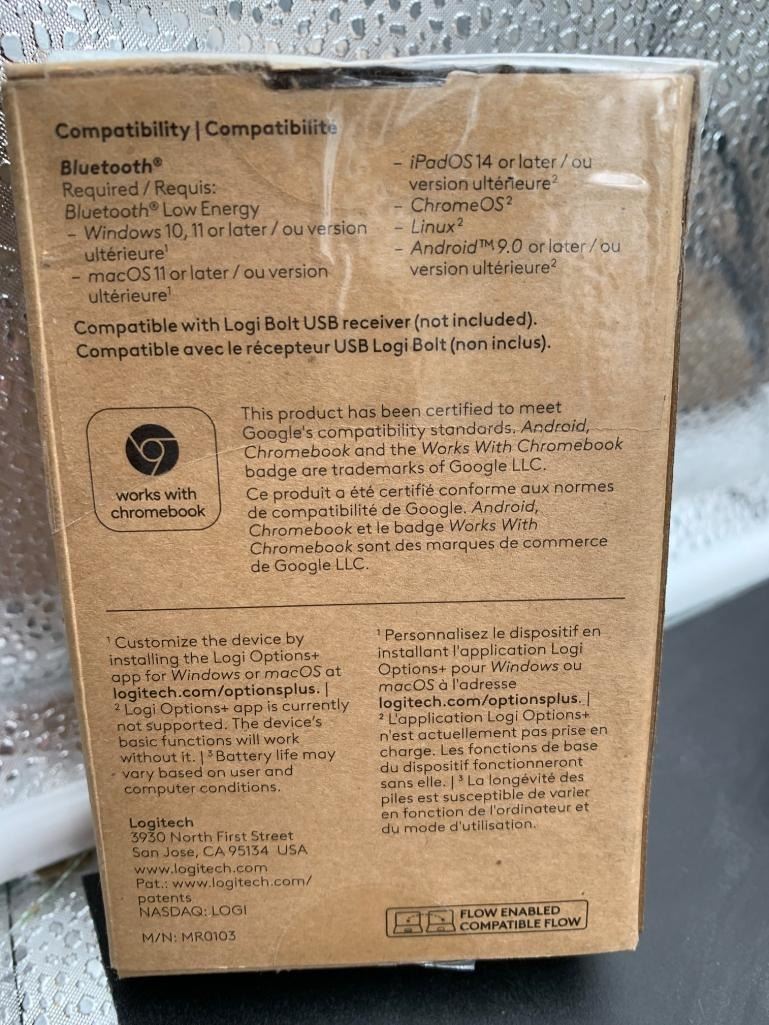 Compatibility | Compatibilité
Bluetooth®
Required / Requis:
Bluetooth® Low Energy
– Windows 10, 11 or later / ou version
ultérieure¹
– macOS 11 or later / ou version
ultérieure¹
– iPadOS 14 or later / ou
version ultérieure²
– ChromeOS²
– Linux²
– Android™ 9.0 or later / ou
version ultérieure²
Compatible with Logi Bolt USB receiver (not included).
Compatible avec le récepteur USB Logi Bolt (non inclus).
works with
chromebook
This product has been certified to meet
Google's compatibility standards. Android,
Chromebook and the Works With Chromebook
badge are trademarks of Google LLC.
Ce produit a été certifié conforme aux normes
de compatibilité de Google. Android,
Chromebook et le badge Works With
Chromebook sont des marques de commerce
de Google LLC.
¹ Customize the device by
installing the Logi Options+
app for Windows or macOS at
logitech.com/optionsplus. |
² Logi Options+ app is currently
not supported. The device's
basic functions will work
without it. | ³ Battery life may
vary based on user and
computer conditions.
Logitech
3930 North First Street
San Jose, CA 95134 USA
www.logitech.com
Pat.: www.logitech.com/
patents
NASDAQ: LOGI
M/N: MR0103
¹ Personnalisez le dispositif en
installant l'application Logi
Options+ pour Windows ou
macOS à l'adresse
logitech.com/optionsplus. |
² L'application Logi Options+
n'est actuellement pas prise en
charge. Les fonctions de base
du dispositif fonctionneront
sans elle. | ³ La longévité des
piles est susceptible de varier
en fonction de l'ordinateur et
du mode d'utilisation.
FLOW ENABLED
COMPATIBLE FLOW